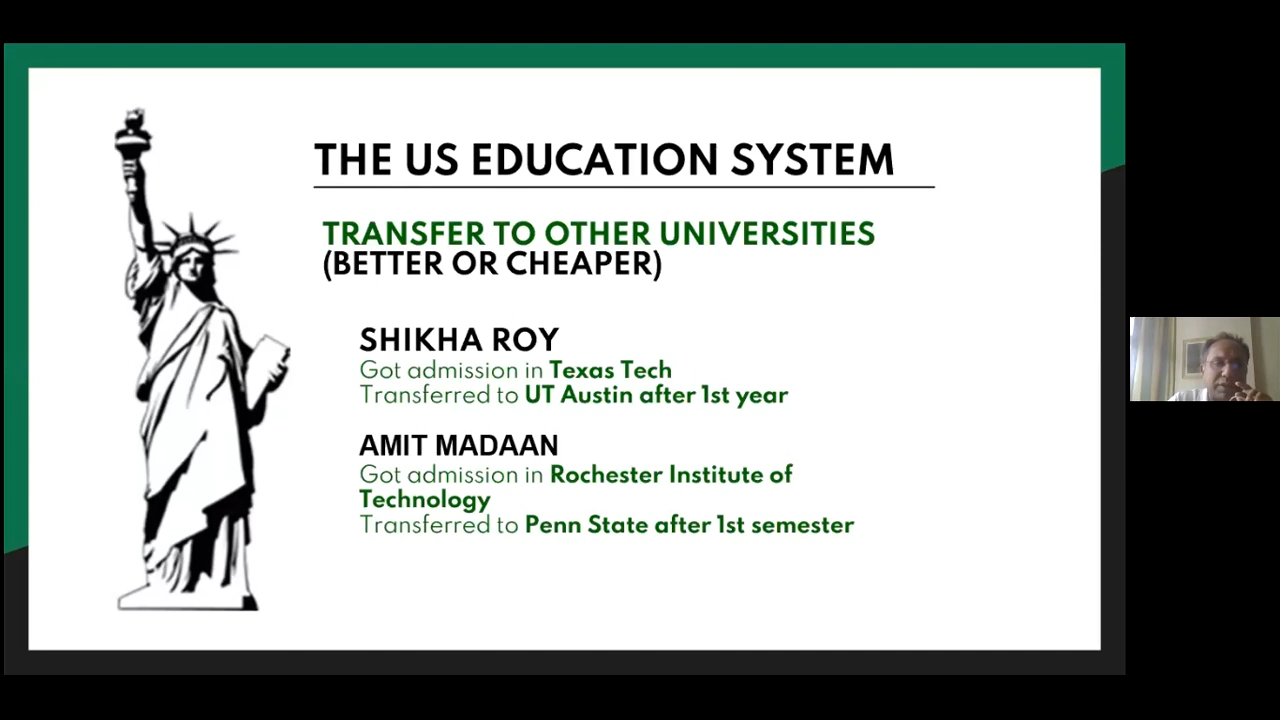 THE US EDUCATION SYSTEM
TRANSFER TO OTHER UNIVERSITIES
(BETTER OR CHEAPER)
SHIKHA ROY
Got admission in Texas Tech
Transferred to UT Austin after 1st year
AMIT MADAAN
Got admission in Rochester Institute of
Technology
Transferred to Penn State after 1st semester